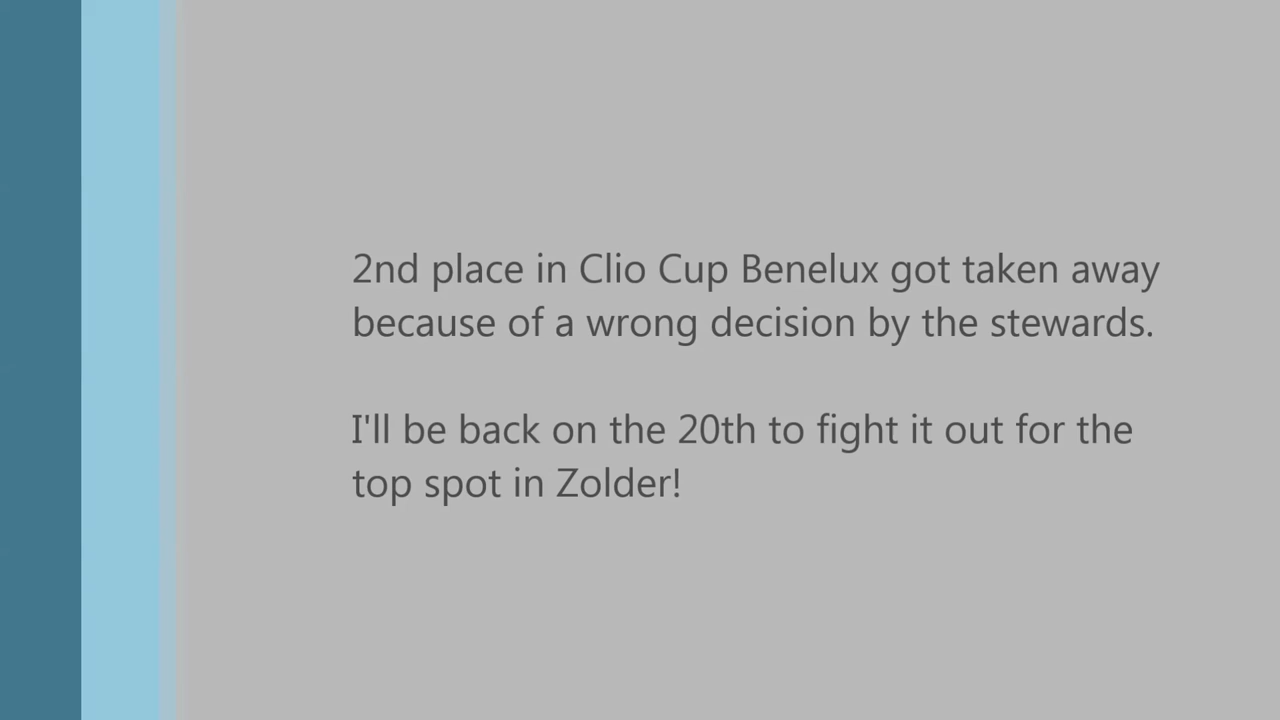 2nd place in Clio Cup Benelux got taken away
because of a wrong decision by the stewards.
I'll be back on the 20th to fight it out for the
top spot in Zolder!